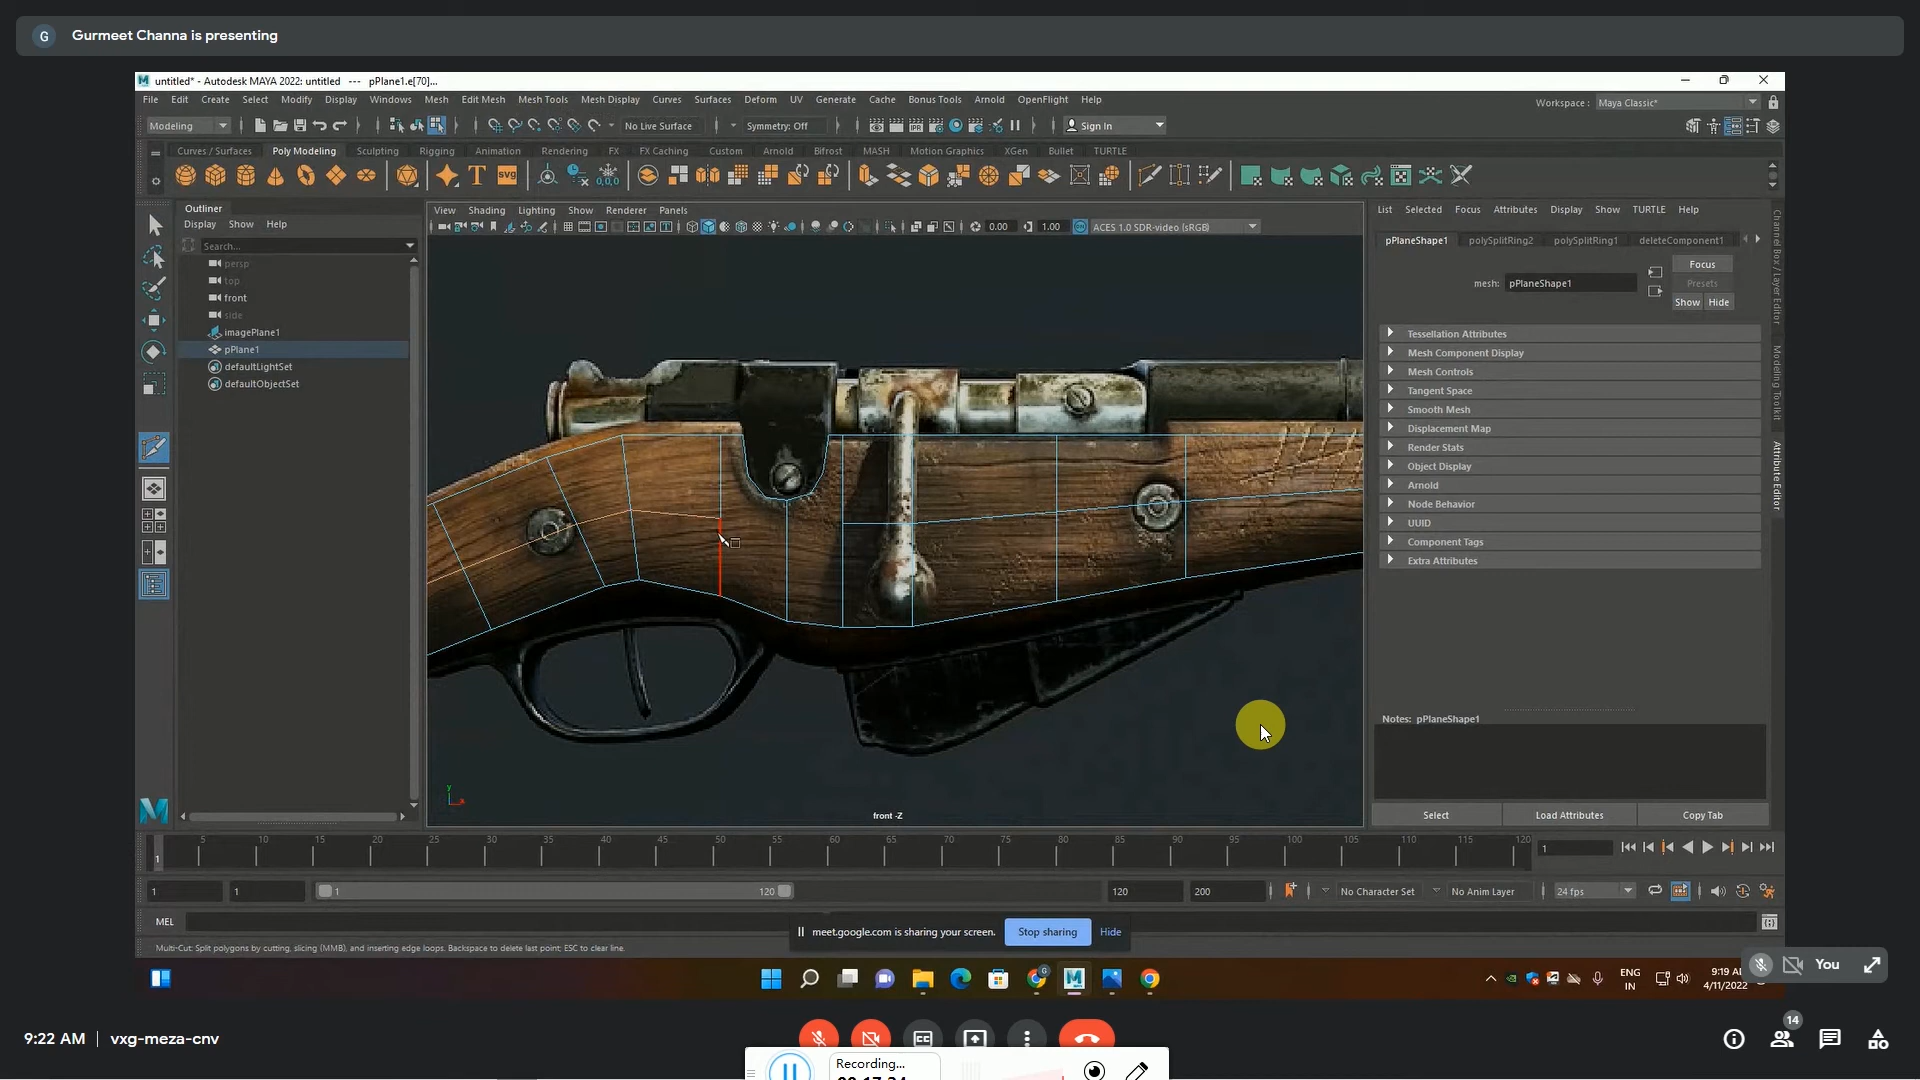 G Gurmeet Channa is presenting
untitled* - Autodesk MAYA 2022: untitled --- pPlane1.e[70]...
File Edit Create Select Modify Display Windows Mesh Edit Mesh Mesh Tools Mesh Display Curves Surfaces Deform UV Generate Cache Bonus Tools Arnold OpenFlight Help
Workspace : Maya Classic*
Modeling No Live Surface Symmetry: Off Sign In
Curves / Surfaces Poly Modeling Sculpting Rigging Animation Rendering FX FX Caching Custom Arnold Bifrost MASH Motion Graphics XGen Bullet TURTLE
Outliner
Display Show Help
Search...
persp
top
front
side
imagePlane1
pPlane1
defaultLightSet
defaultObjectSet
View Shading Lighting Show Renderer Panels
0.00 1.00 ACES 1.0 SDR-video (sRGB)
front -Z
List Selected Focus Attributes Display Show TURTLE Help
pPlaneShape1 polySplitRing2 polySplitRing1 deleteComponent1
mesh: pPlaneShape1
Focus
Presets
Show Hide
Tessellation Attributes
Mesh Component Display
Mesh Controls
Tangent Space
Smooth Mesh
Displacement Map
Render Stats
Object Display
Arnold
Node Behavior
UUID
Component Tags
Extra Attributes
Notes: pPlaneShape1
Select Load Attributes Copy Tab
Channel Box / Layer Editor
Modeling Toolkit
Attribute Editor
1 5 10 15 20 25 30 35 40 45 50 55 60 65 70 75 80 85 90 95 100 105 110 115 120 1
1 1 1 120 120 200 No Character Set No Anim Layer 24 fps
MEL
Multi-Cut: Split polygons by cutting, slicing (MMB), and inserting edge loops. Backspace to delete last point; ESC to clear line.
meet.google.com is sharing your screen. Stop sharing Hide
ENG
IN
4/11/2022
You
9:22 AM vxg-meza-cnv
14
Recording...